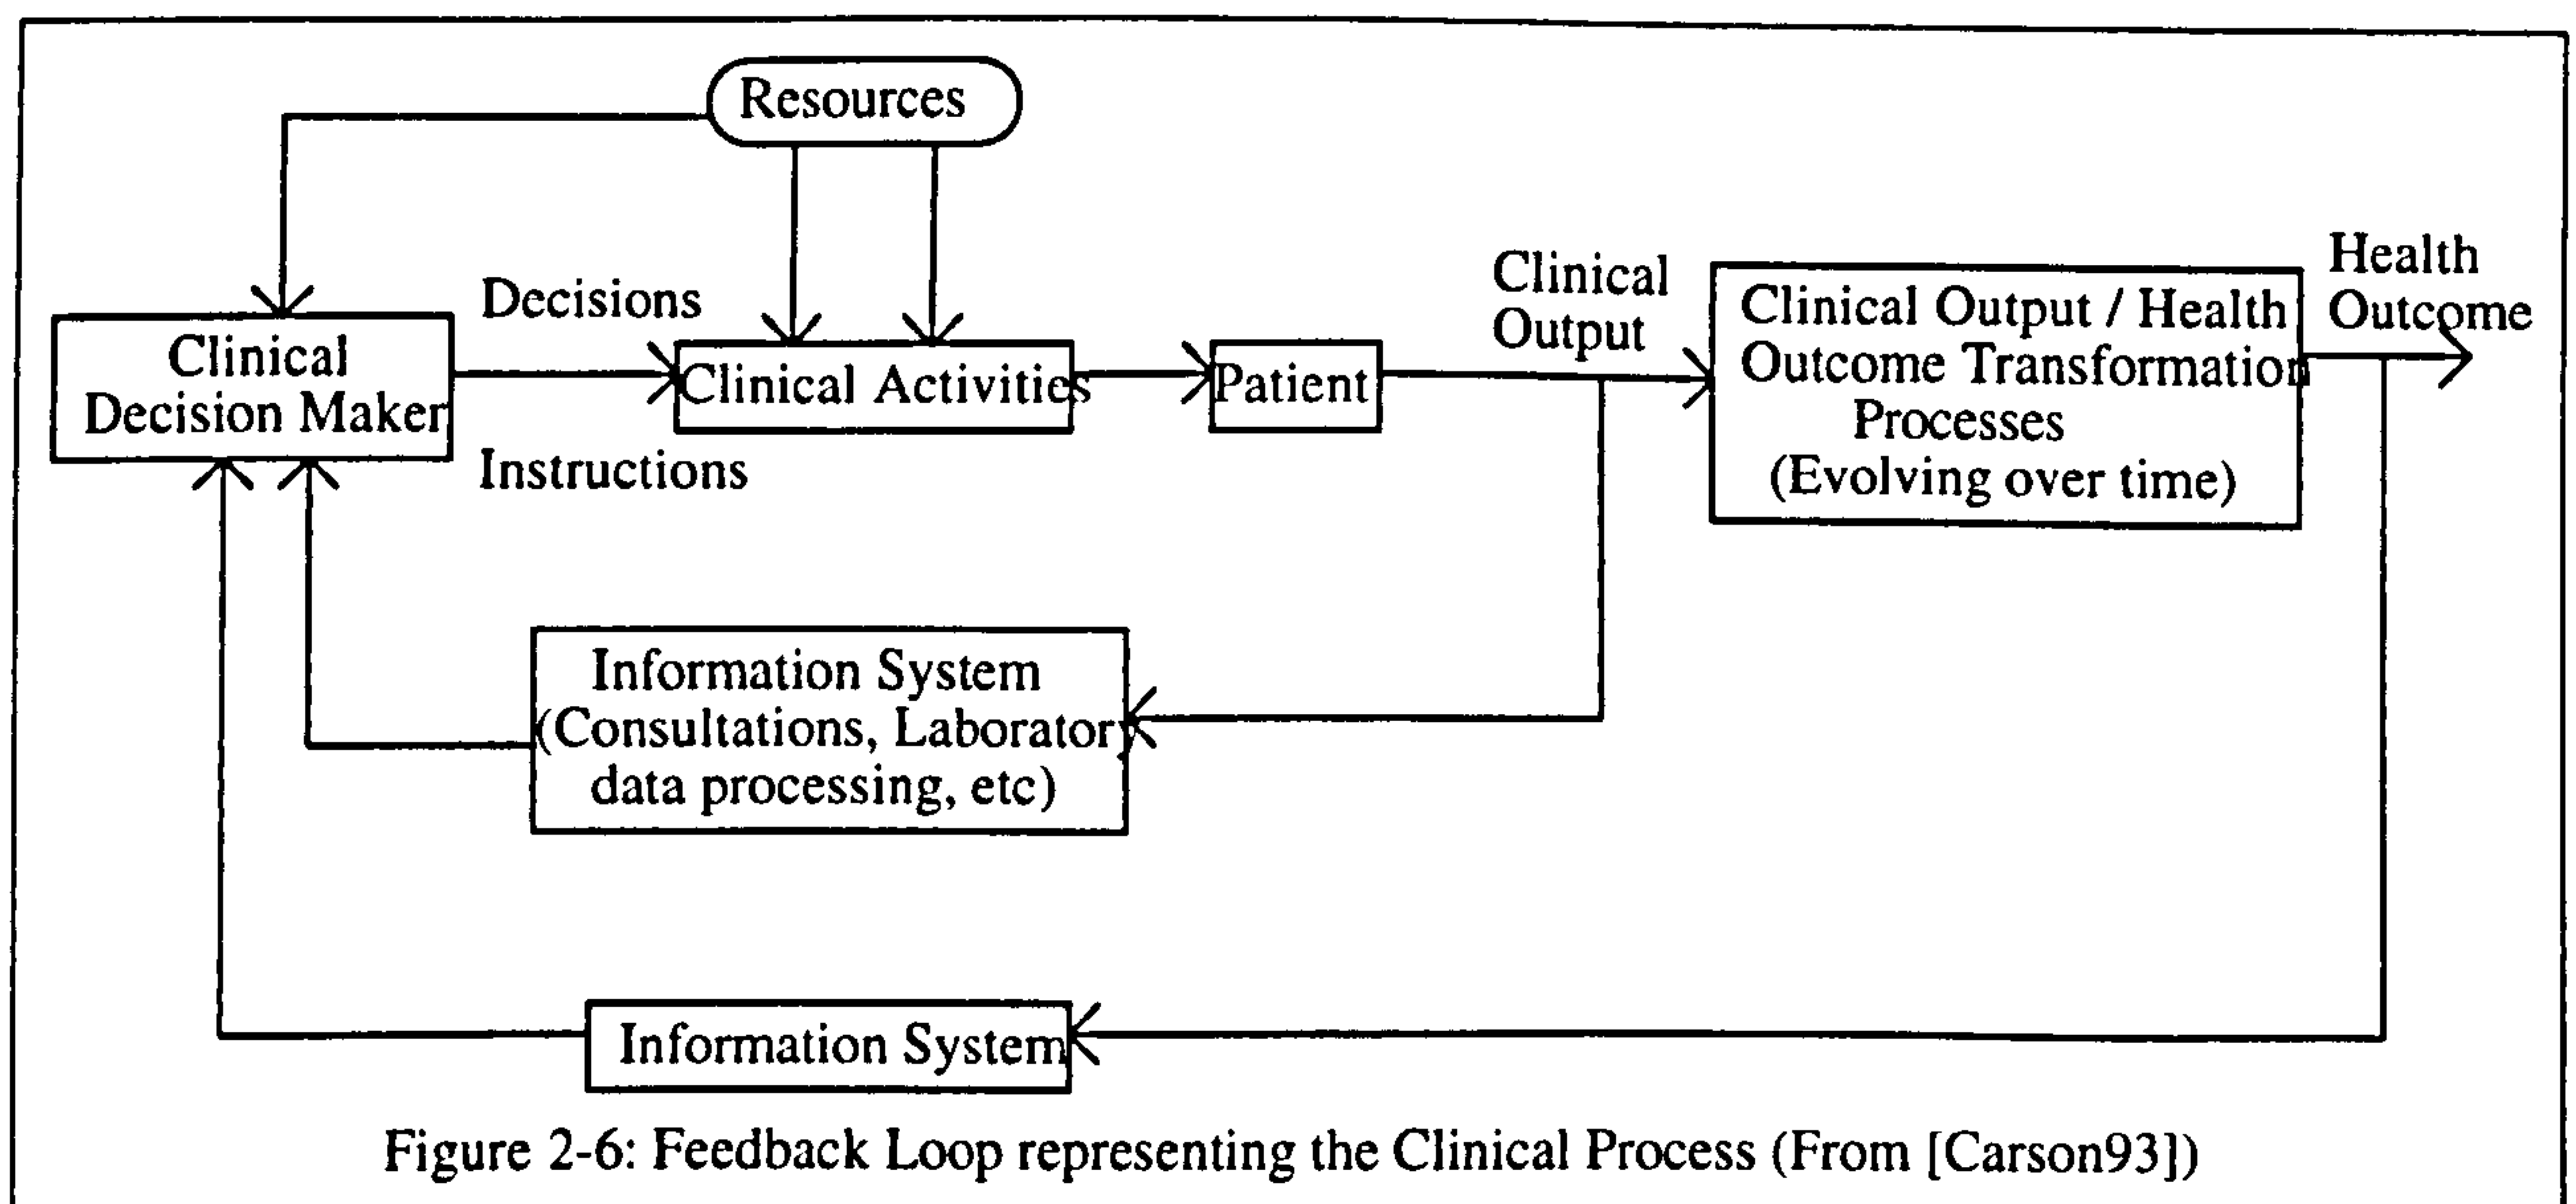 Resources
Clinical
Decision Maker
Decisions
Instructions
Clinical Activities
Patient
Clinical
Output
Clinical Output / Health
Outcome Transformation
Processes
(Evolving over time)
Health
Outcome
Information System
(Consultations, Laboratory
data processing, etc)
Information System
Figure 2-6: Feedback Loop representing the Clinical Process (From [Carson93])